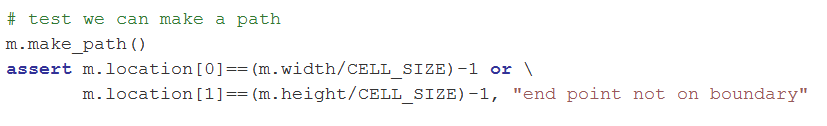 # test we can make a path
m.make_path()
assert m.location[0]==(m.width/CELL_SIZE)-1 or \
m.location[1]==(m.height/CELL_SIZE)-1, "end point not on boundary"